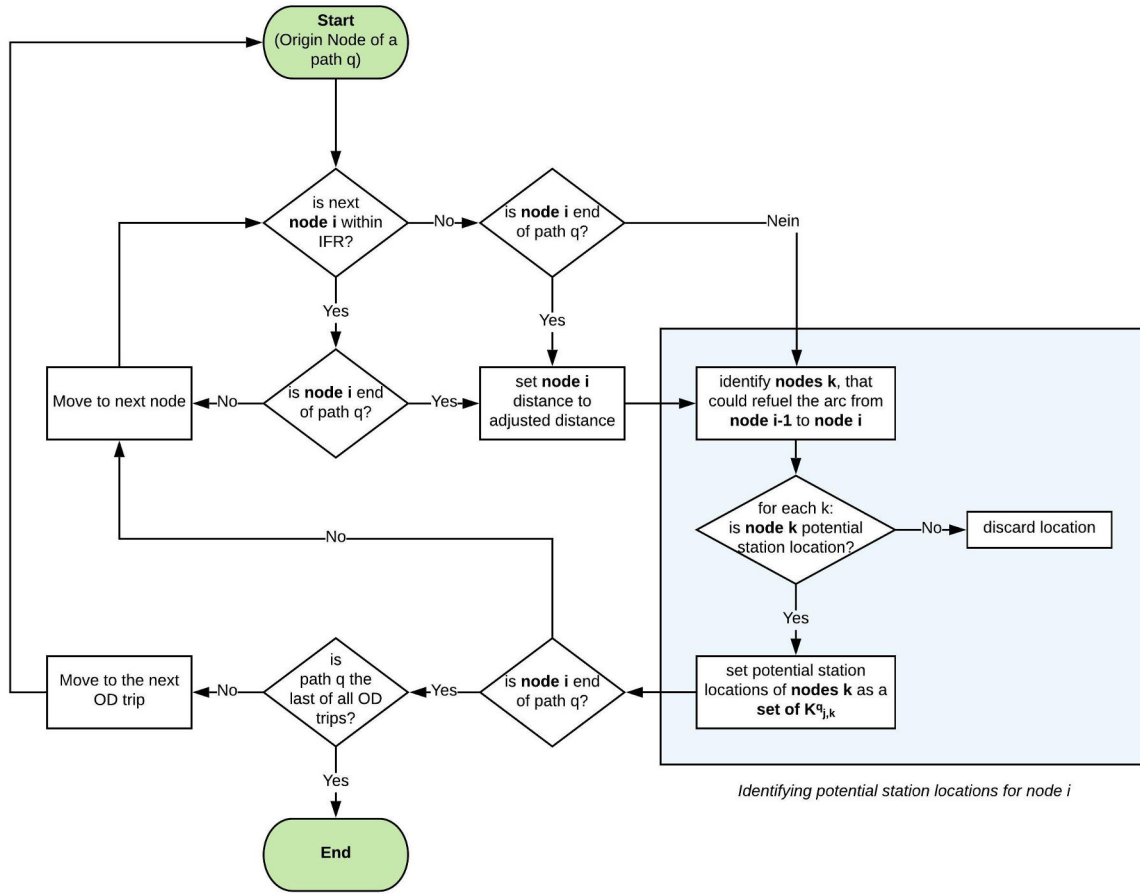 Start
(Origin Node of a
path q)
is next
node i within
IFR?
No
is node i end
of path q?
Nein
Yes
Yes
Move to next node
No
is node i end
of path q?
Yes
set node i
distance to
adjusted distance
identify nodes k, that
could refuel the arc from
node i-1 to node i
for each k:
is node k potential
station location?
No
discard location
No
Yes
Move to the next
OD trip
No
is
path q the
last of all OD
trips?
Yes
is node i end
of path q?
set potential station
locations of nodes k as a
set of K^q_j,k
Yes
Identifying potential station locations for node i
End